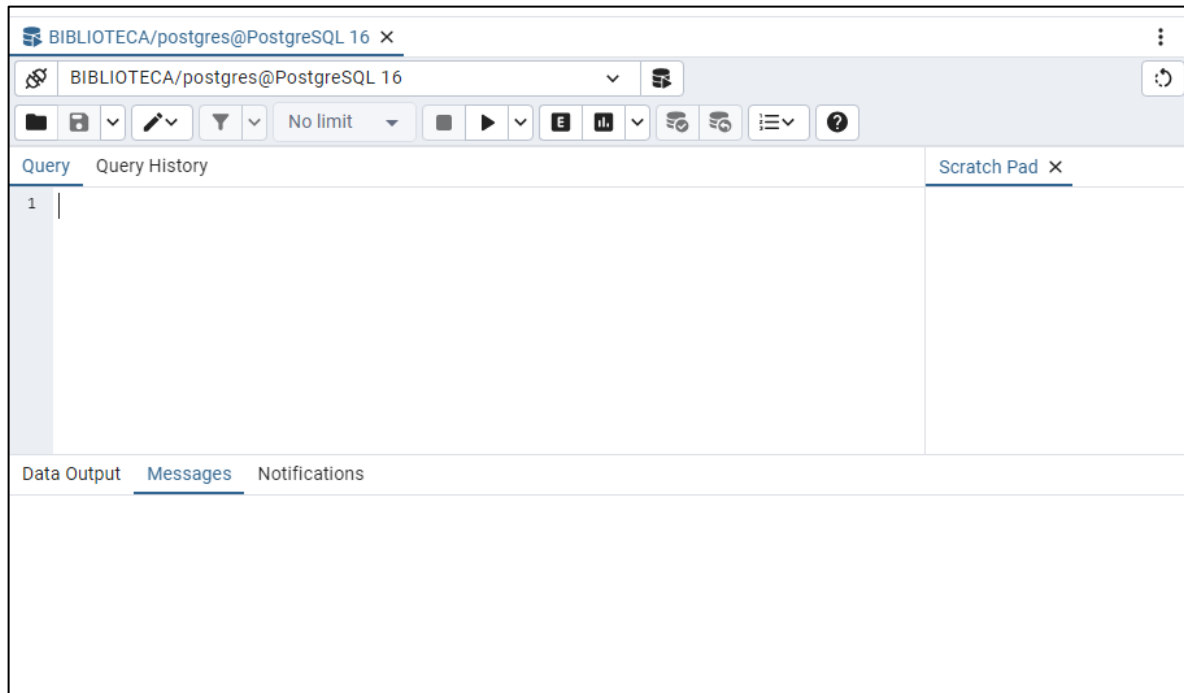 BIBLIOTECA/postgres@PostgreSQL 16
BIBLIOTECA/postgres@PostgreSQL 16
No limit E
Query Query History Scratch Pad
1
Data Output Messages Notifications